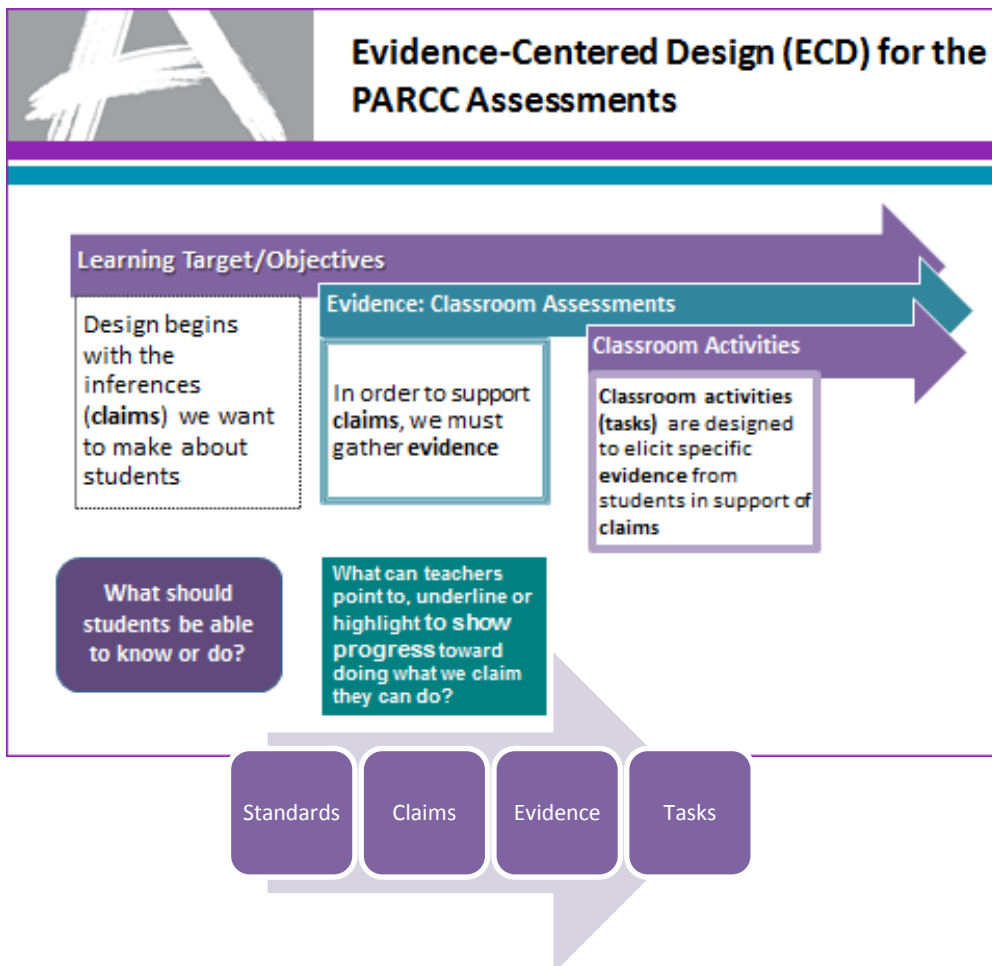 Evidence-Centered Design (ECD) for the
PARCC Assessments
Learning Target/Objectives
Design begins
with the
inferences
(claims) we want
to make about
students
Evidence: Classroom Assessments
In order to support
claims, we must
gather evidence
Classroom Activities
Classroom activities
(tasks) are designed
to elicit specific
evidence from
students in support of
claims
What should
students be able
to know or do?
What can teachers
point to, underline or
highlight to show
progress toward
doing what we claim
they can do?
Standards
Claims
Evidence
Tasks